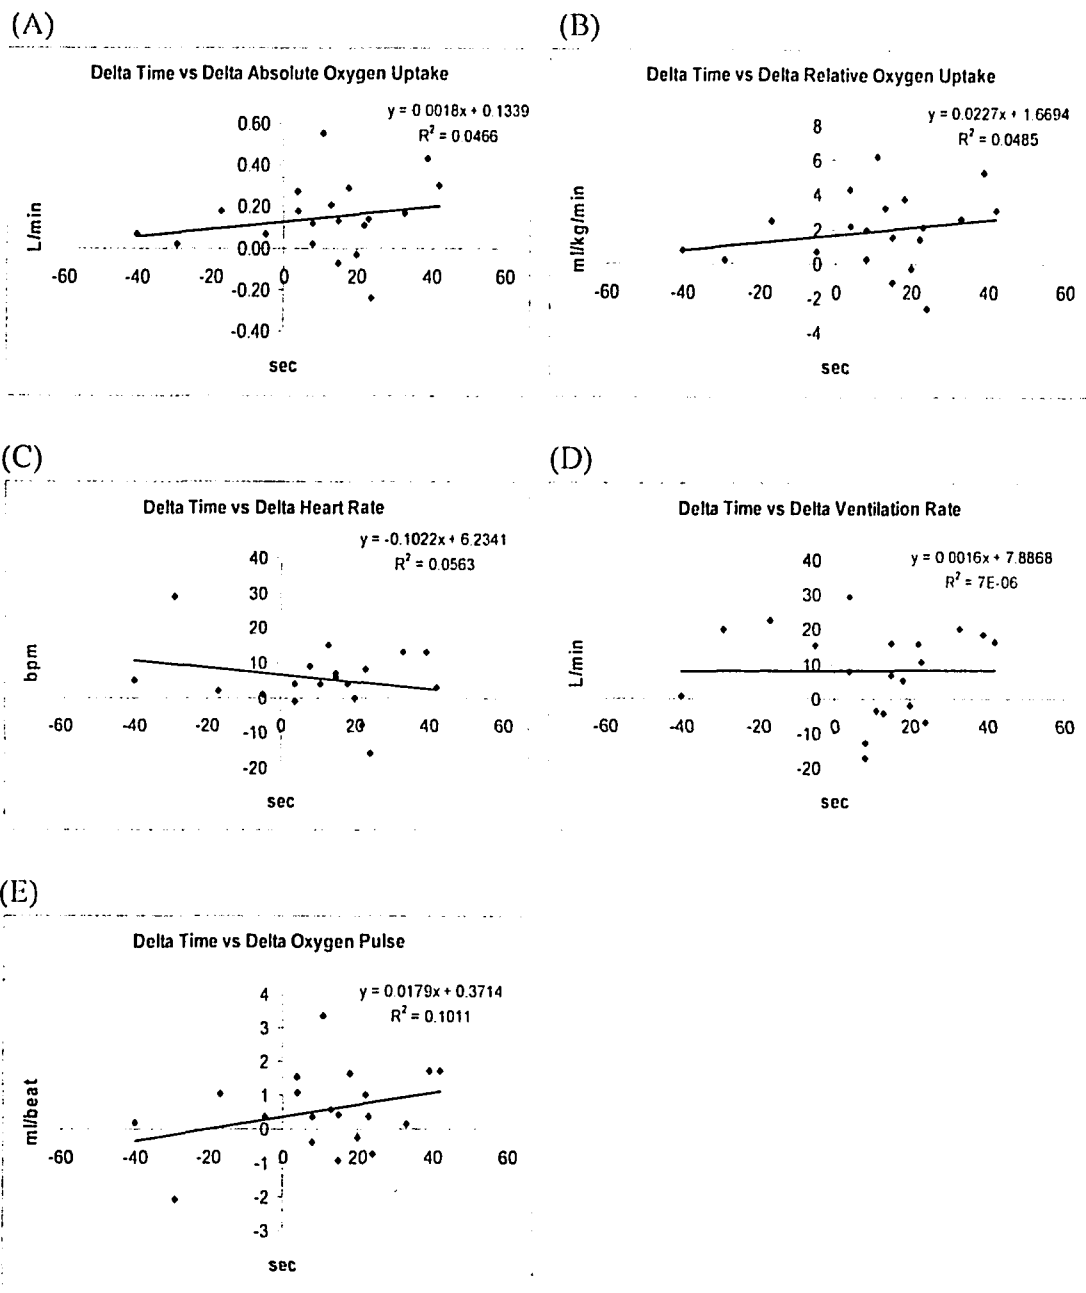 (A)
Delta Time vs Delta Absolute Oxygen Uptake
y = 0.0018x + 0.1339
R² = 0.0466
0.60
0.40
0.20
0.00
-0.20
-0.40
-60 -40 -20 0 20 40 60
L/min
sec
(B)
Delta Time vs Delta Relative Oxygen Uptake
y = 0.0227x + 1.6694
R² = 0.0485
8
6
4
2
0
-2
-4
-60 -40 -20 0 20 40 60
ml/kg/min
sec
(C)
Delta Time vs Delta Heart Rate
y = -0.1022x + 6.2341
R² = 0.0563
40
30
20
10
0
-10
-20
-60 -40 -20 0 20 40 60
bpm
sec
(D)
Delta Time vs Delta Ventilation Rate
y = 0.0016x + 7.8868
R² = 7E-06
40
30
20
10
0
-10
-20
-60 -40 -20 0 20 40 60
L/min
sec
(E)
Delta Time vs Delta Oxygen Pulse
y = 0.0179x + 0.3714
R² = 0.1011
4
3
2
1
0
-1
-2
-3
-60 -40 -20 0 20 40 60
ml/beat
sec